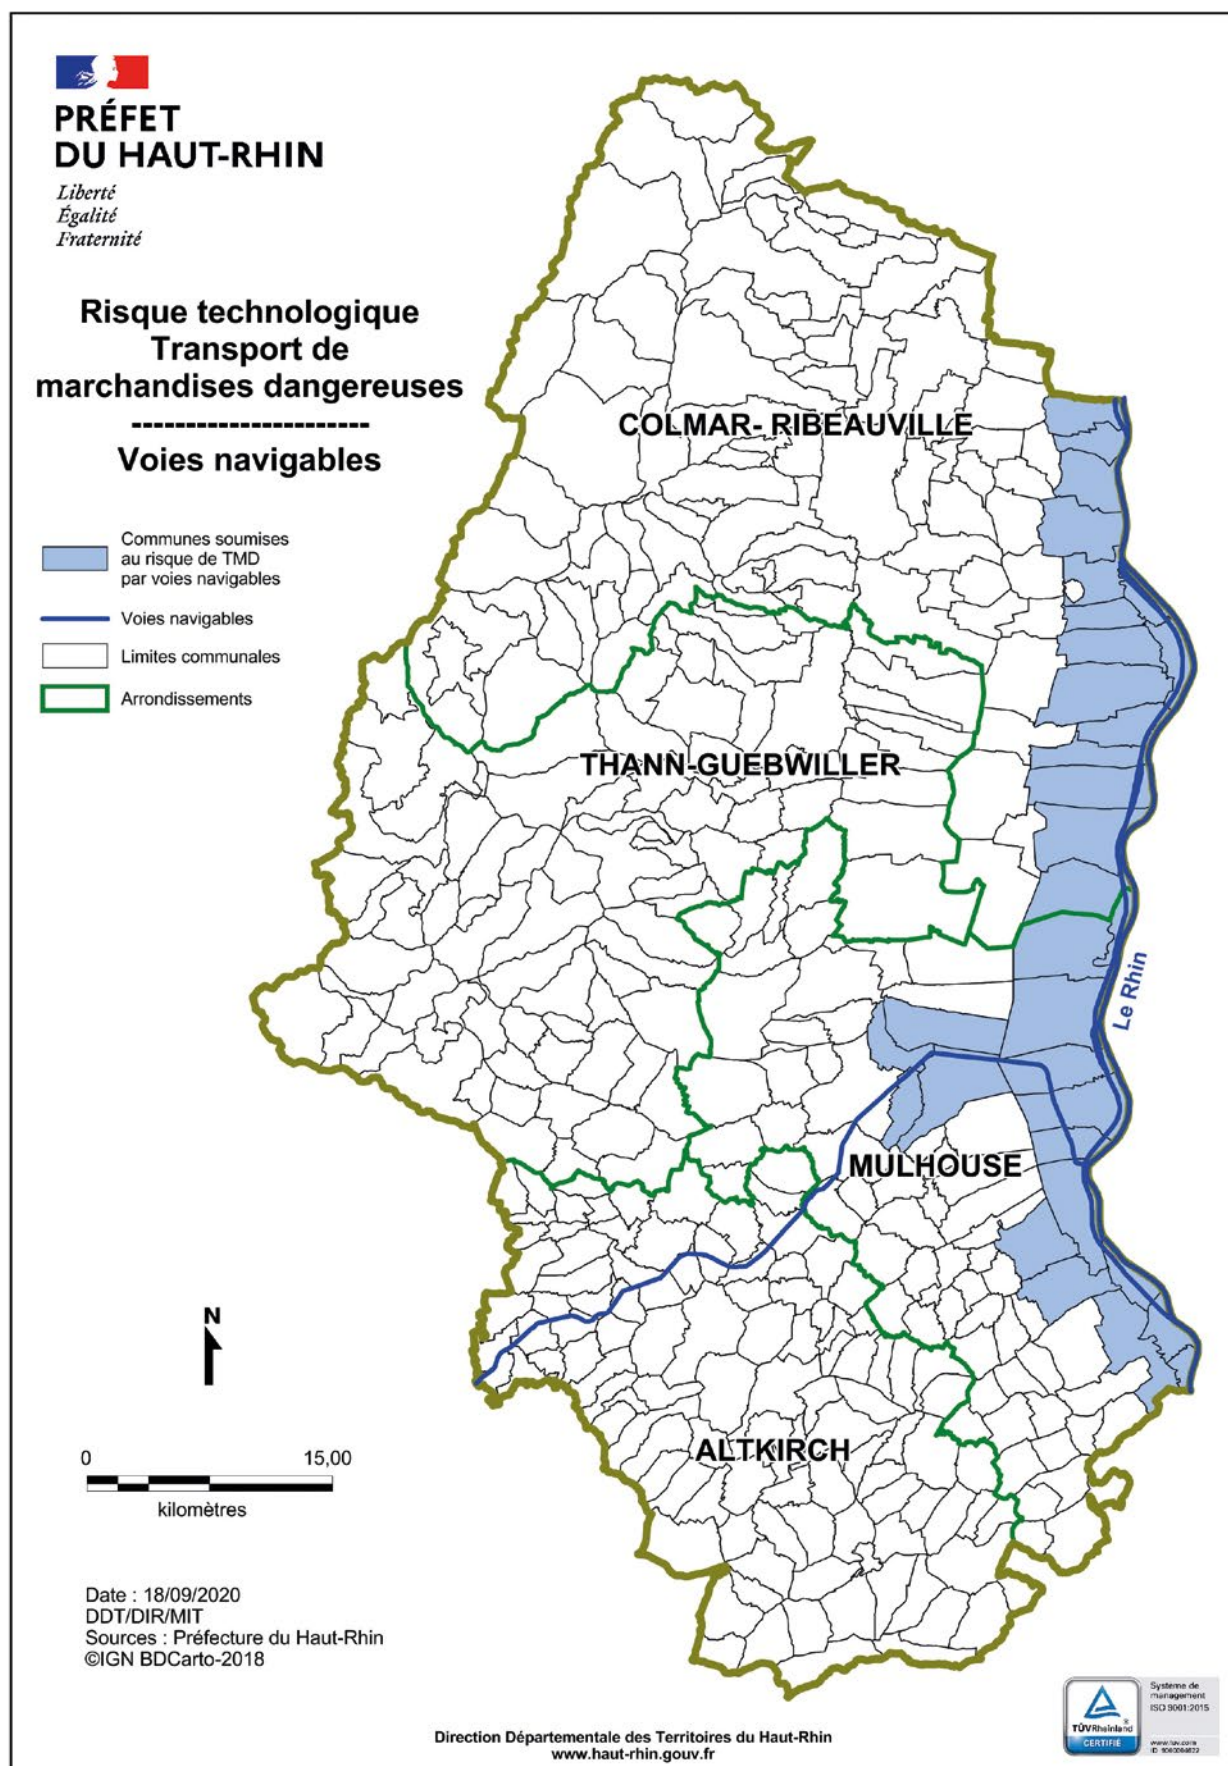 PRÉFET
DU HAUT-RHIN
Liberté
Égalité
Fraternité
Risque technologique
Transport de
marchandises dangereuses
----------------------
Voies navigables
Communes soumises
au risque de TMD
par voies navigables
Voies navigables
Limites communales
Arrondissements
COLMAR- RIBEAUVILLE
THANN-GUEBWILLER
Le Rhin
MULHOUSE
ALTKIRCH
N
0 15,00
kilomètres
Date : 18/09/2020
DDT/DIR/MIT
Sources : Préfecture du Haut-Rhin
©IGN BDCarto-2018
Direction Départementale des Territoires du Haut-Rhin
www.haut-rhin.gouv.fr
TÜVRheinland®
CERTIFIÉ
Système de
management
ISO 9001:2015
www.tuv.com